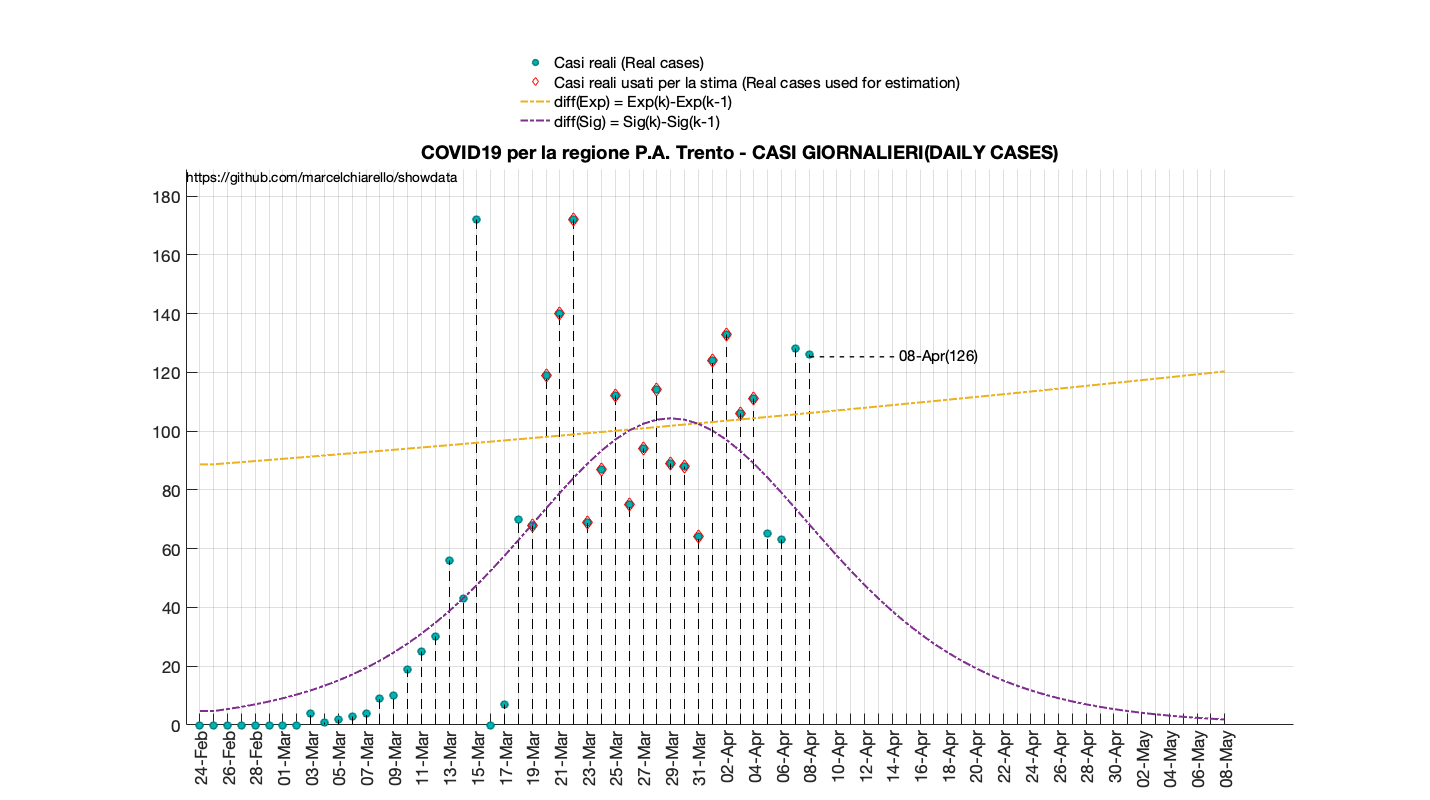 Casi reali (Real cases)
Casi reali usati per la stima (Real cases used for estimation)
diff(Exp) = Exp(k)-Exp(k-1)
diff(Sig) = Sig(k)-Sig(k-1)
COVID19 per la regione P.A. Trento - CASI GIORNALIERI(DAILY CASES)
https://github.com/marcelchiarello/showdata
180
160
140
120
100
80
60
40
20
0
08-Apr(126)
24-Feb
26-Feb
28-Feb
01-Mar
03-Mar
05-Mar
07-Mar
09-Mar
11-Mar
13-Mar
15-Mar
17-Mar
19-Mar
21-Mar
23-Mar
25-Mar
27-Mar
29-Mar
31-Mar
02-Apr
04-Apr
06-Apr
08-Apr
10-Apr
12-Apr
14-Apr
16-Apr
18-Apr
20-Apr
22-Apr
24-Apr
26-Apr
28-Apr
30-Apr
02-May
04-May
06-May
08-May